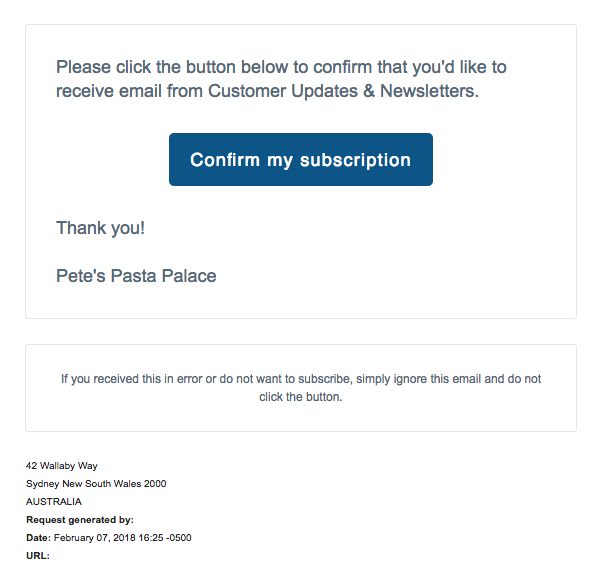 Please click the button below to confirm that you'd like to
receive email from Customer Updates & Newsletters.
Confirm my subscription
Thank you!
Pete's Pasta Palace
If you received this in error or do not want to subscribe, simply ignore this email and do not
click the button.
42 Wallaby Way
Sydney New South Wales 2000
AUSTRALIA
Request generated by:
Date: February 07, 2018 16:25 -0500
URL: